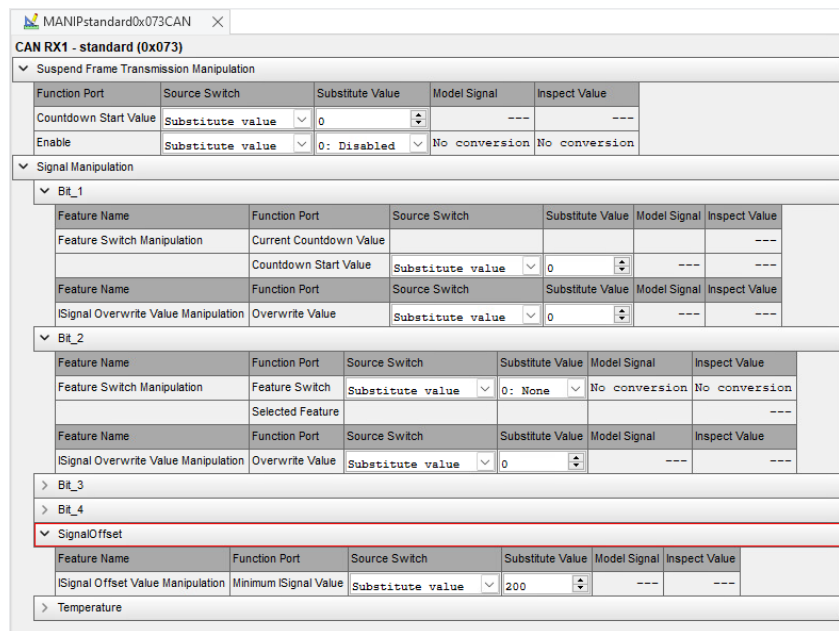 MANIPstandard0x073CAN
CAN RX1 - standard (0x073)
Suspend Frame Transmission Manipulation
Function Port Source Switch Substitute Value Model Signal Inspect Value
Countdown Start Value Substitute value 0 --- ---
Enable Substitute value 0: Disabled No conversion No conversion
Signal Manipulation
Bit_1
Feature Name Function Port Source Switch Substitute Value Model Signal Inspect Value
Feature Switch Manipulation Current Countdown Value ---
Countdown Start Value Substitute value 0 --- ---
Feature Name Function Port Source Switch Substitute Value Model Signal Inspect Value
ISignal Overwrite Value Manipulation Overwrite Value Substitute value 0 --- ---
Bit_2
Feature Name Function Port Source Switch Substitute Value Model Signal Inspect Value
Feature Switch Manipulation Feature Switch Substitute value 0: None No conversion No conversion
Selected Feature ---
Feature Name Function Port Source Switch Substitute Value Model Signal Inspect Value
ISignal Overwrite Value Manipulation Overwrite Value Substitute value 0 --- ---
Bit_3
Bit_4
SignalOffset
Feature Name Function Port Source Switch Substitute Value Model Signal Inspect Value
ISignal Offset Value Manipulation Minimum ISignal Value Substitute value 200 --- ---
Temperature